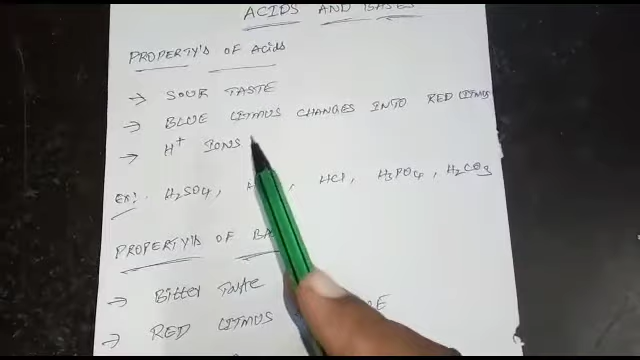 ACIDS AND BASES
PROPERTY'S OF ACIDS
→ SOUR TASTE
→ BLUE LITMUS CHANGES INTO RED LITMUS
→ H+ IONS
EX: H2SO4, HCl, H3PO4, H2CO3
PROPERTY'S OF
→ Bitter Taste
→ RED LITMUS